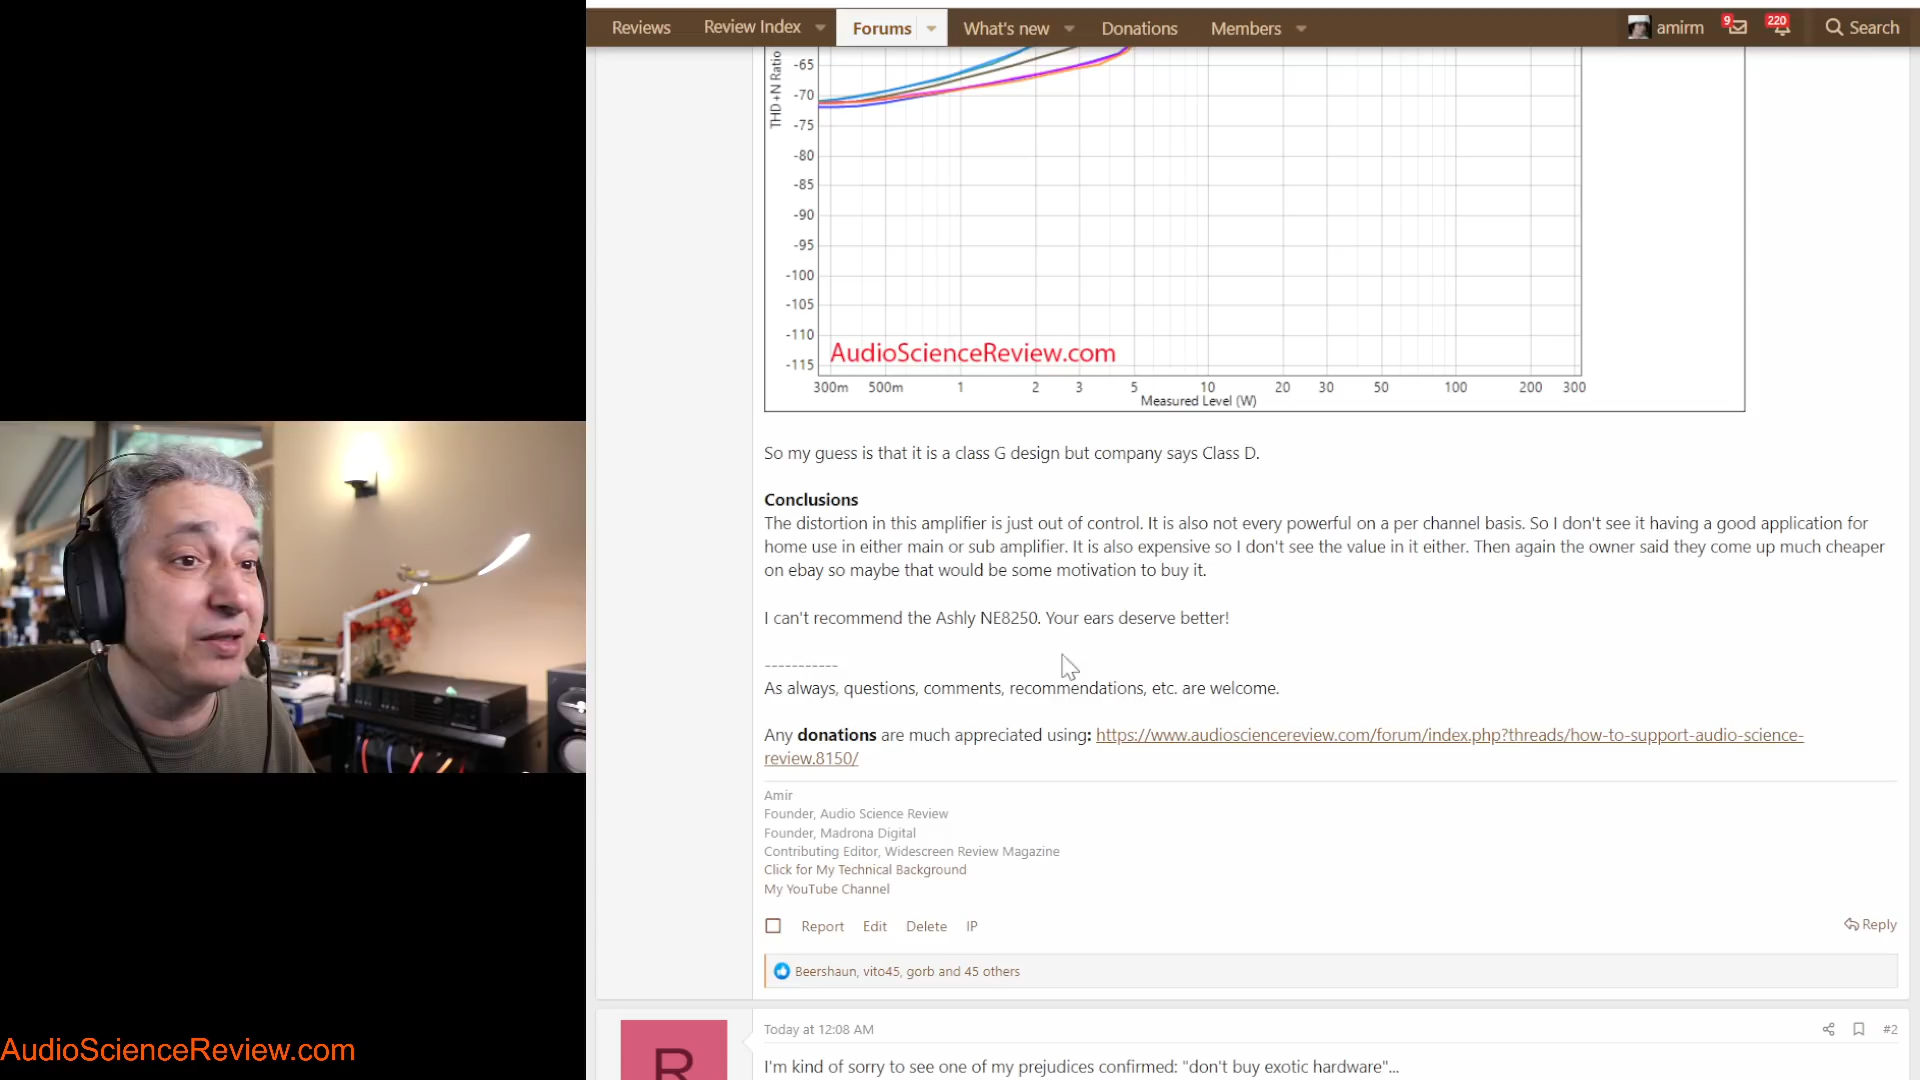 Reviews
Review Index
Forums
What's new
Donations
Members
amirm
9
220
Search
THD+N Ratio
-65
-70
-75
-80
-85
-90
-95
-100
-105
-110
-115
AudioScienceReview.com
300m 500m 1 2 3 5 10 20 30 50 100 200 300
Measured Level (W)
So my guess is that it is a class G design but company says Class D.
Conclusions
The distortion in this amplifier is just out of control. It is also not every powerful on a per channel basis. So I don't see it having a good application for
home use in either main or sub amplifier. It is also expensive so I don't see the value in it either. Then again the owner said they come up much cheaper
on ebay so maybe that would be some motivation to buy it.
I can't recommend the Ashly NE8250. Your ears deserve better!
-----------
As always, questions, comments, recommendations, etc. are welcome.
Any donations are much appreciated using: https://www.audiosciencereview.com/forum/index.php?threads/how-to-support-audio-science-
review.8150/
Amir
Founder, Audio Science Review
Founder, Madrona Digital
Contributing Editor, Widescreen Review Magazine
Click for My Technical Background
My YouTube Channel
Report Edit Delete IP
Reply
Beershaun, vito45, gorb and 45 others
R
Today at 12:08 AM
#2
I'm kind of sorry to see one of my prejudices confirmed: "don't buy exotic hardware"...
AudioScienceReview.com